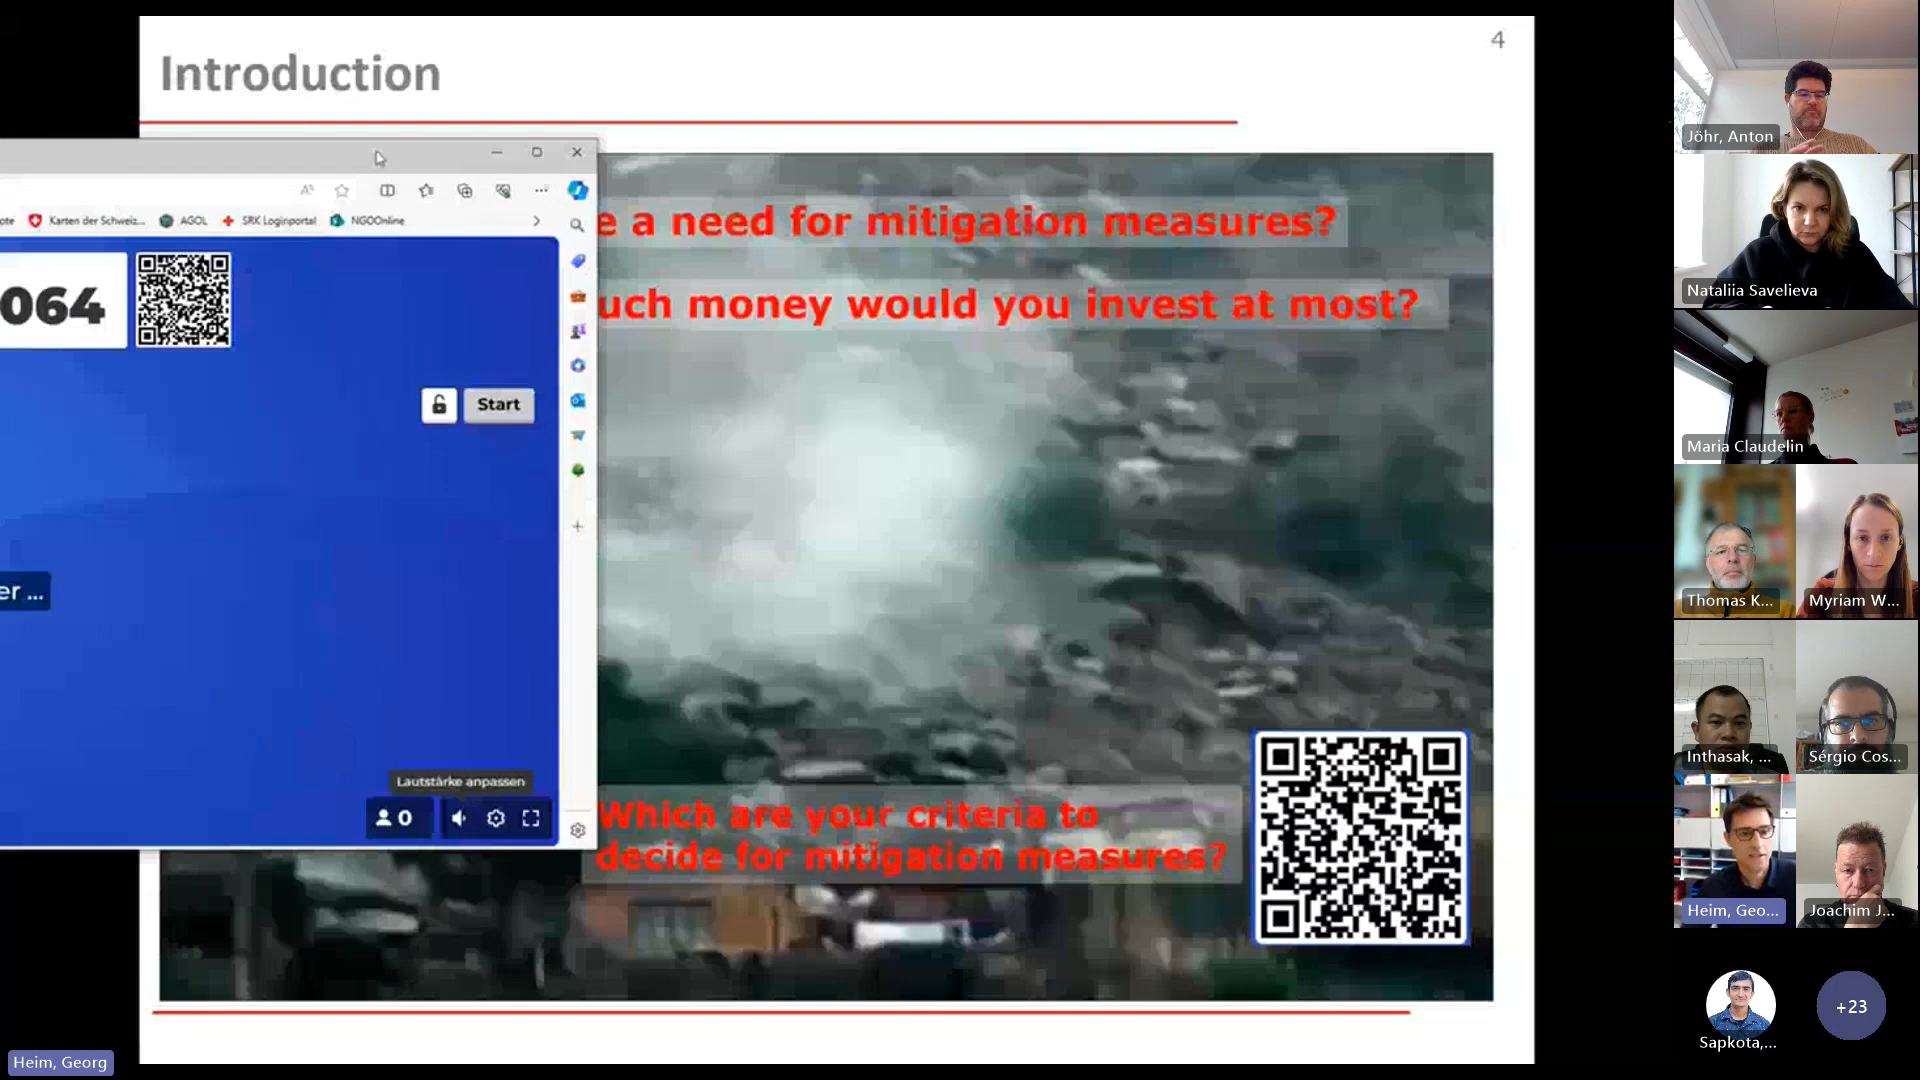 4
Introduction
Karten der Schweiz...
AGOL
SRK Loginportal
NGOOnline
e a need for mitigation measures?
064
uch money would you invest at most?
Start
er ...
Lautstärke anpassen
0
Which are your criteria to
decide for mitigation measures?
Heim, Georg
Jöhr, Anton
Nataliia Savelieva
Maria Claudelin
Thomas K...
Myriam W...
Inthasak, ...
Sérgio Cos...
Heim, Geo...
Joachim J...
Sapkota,...
+23